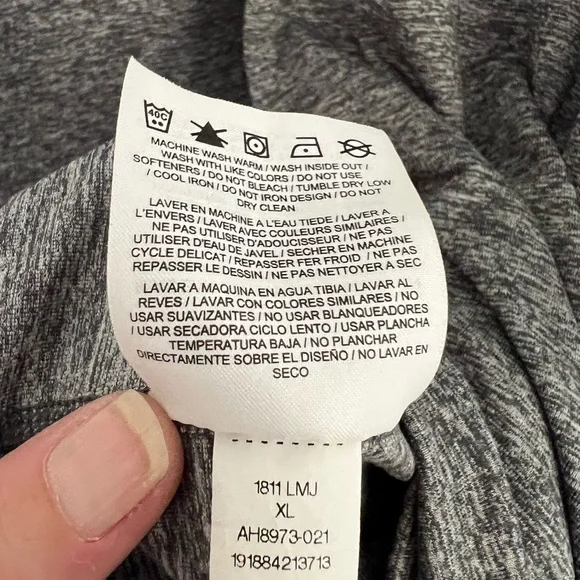 40C
MACHINE WASH WARM / WASH INSIDE OUT /
WASH WITH LIKE COLORS / DO NOT USE
SOFTENERS / DO NOT BLEACH / TUMBLE DRY LOW
/ COOL IRON / DO NOT IRON DESIGN / DO NOT
DRY CLEAN
LAVER EN MACHINE A L'EAU TIEDE / LAVER A
L'ENVERS / LAVER AVEC COULEURS SIMILAIRES /
NE PAS UTILISER D'ADOUCISSEUR / NE PAS
UTILISER D'EAU DE JAVEL / SECHER EN MACHINE
CYCLE DELICAT / REPASSER FER FROID / NE PAS
REPASSER LE DESSIN / NE PAS NETTOYER A SEC
LAVAR A MAQUINA EN AGUA TIBIA / LAVAR AL
REVES / LAVAR CON COLORES SIMILARES / NO
USAR SUAVIZANTES / NO USAR BLANQUEADORES
/ USAR SECADORA CICLO LENTO / USAR PLANCHA
TEMPERATURA BAJA / NO PLANCHAR
DIRECTAMENTE SOBRE EL DISEÑO / NO LAVAR EN
SECO
1811 LMJ
XL
AH8973-021
191884213713